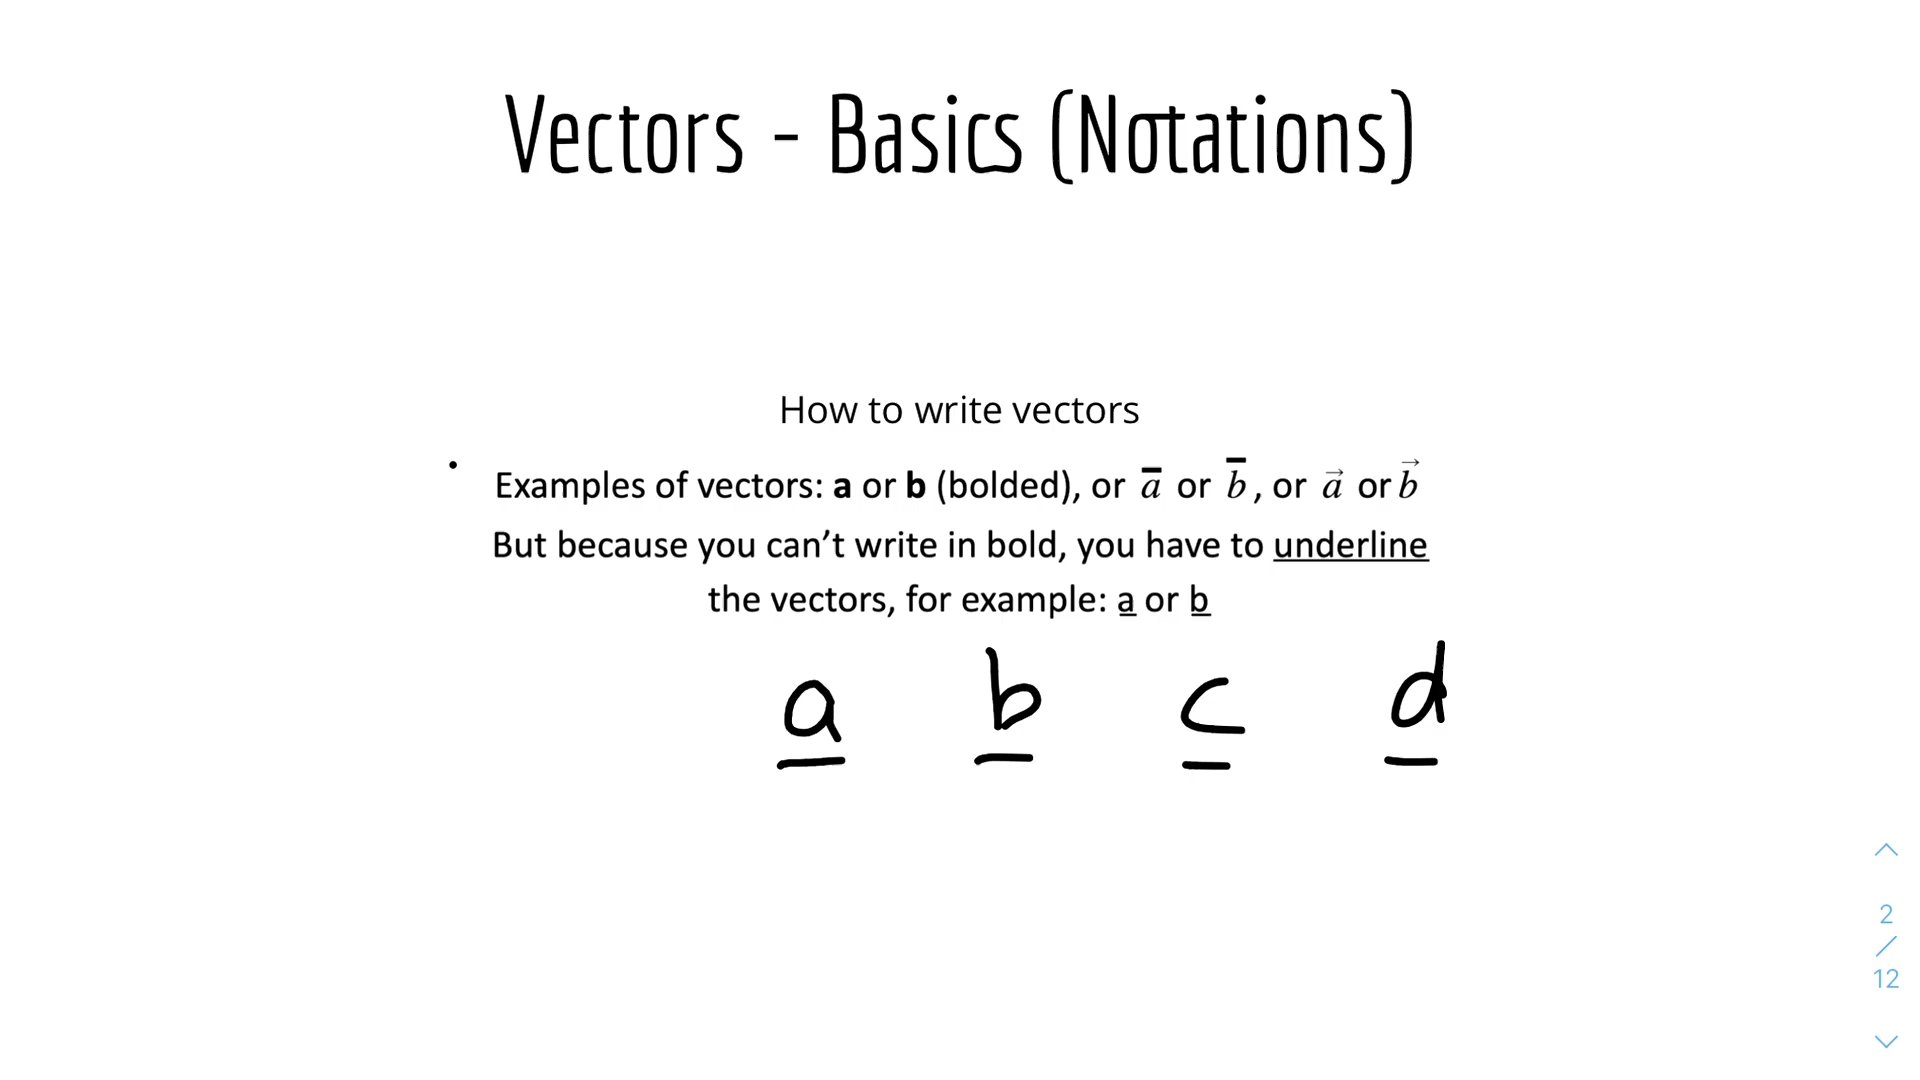 Vectors - Basics (Notations)
How to write vectors
• Examples of vectors: a or b (bolded), or a̅ or b̅, or a⃗ or b⃗
But because you can’t write in bold, you have to underline
the vectors, for example: a̲ or b̲
a̲ b̲ c̲ d̲
2
/
12